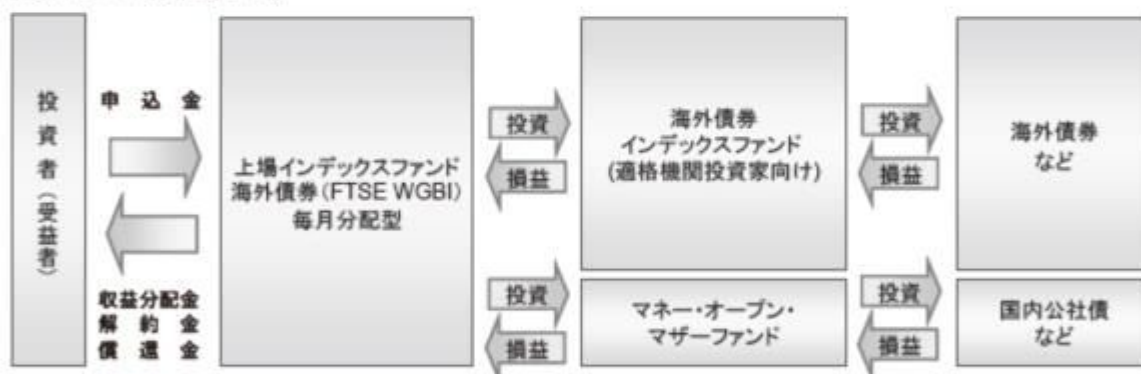 投資者（受益者）
申込金
収益分配金
解約金
償還金
上場インデックスファンド
海外債券（FTSE WGBI）
毎月分配型
投資
損益
海外債券
インデックスファンド
(適格機関投資家向け)
投資
損益
海外債券
など
投資
損益
マネー・オープン・
マザーファンド
投資
損益
国内公社債
など